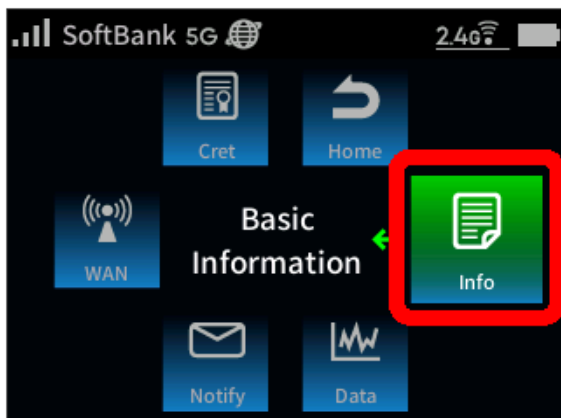 SoftBank 5G 2.4G
Cret
Home
WAN
Basic
Information
Info
Notify
Data